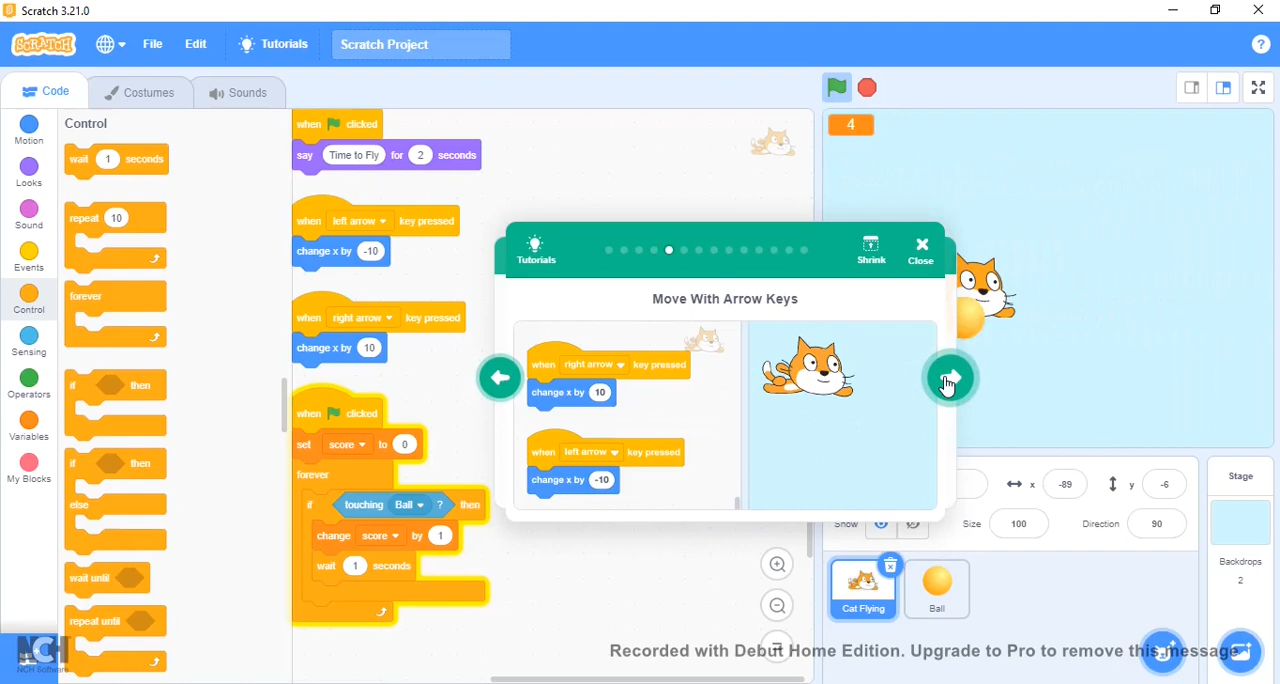 Scratch 3.21.0
SCRATCH File Edit Tutorials Scratch Project ?
Code Costumes Sounds
Motion
Looks
Sound
Events
Control
Sensing
Operators
Variables
My Blocks
Control
wait 1 seconds
repeat 10
forever
if then
if then
else
wait until
repeat until
when clicked
say Time to Fly for 2 seconds
when left arrow key pressed
change x by -10
when right arrow key pressed
change x by 10
when clicked
set score to 0
forever
if touching Ball ? then
change score by 1
wait 1 seconds
Tutorials Shrink Close
Move With Arrow Keys
when right arrow key pressed
change x by 10
when left arrow key pressed
change x by -10
4
x -89 y -6
Show Size 100 Direction 90
Cat Flying
Ball
Stage
Backdrops
2
NCH
NCH Software
Recorded with Debut Home Edition. Upgrade to Pro to remove this message